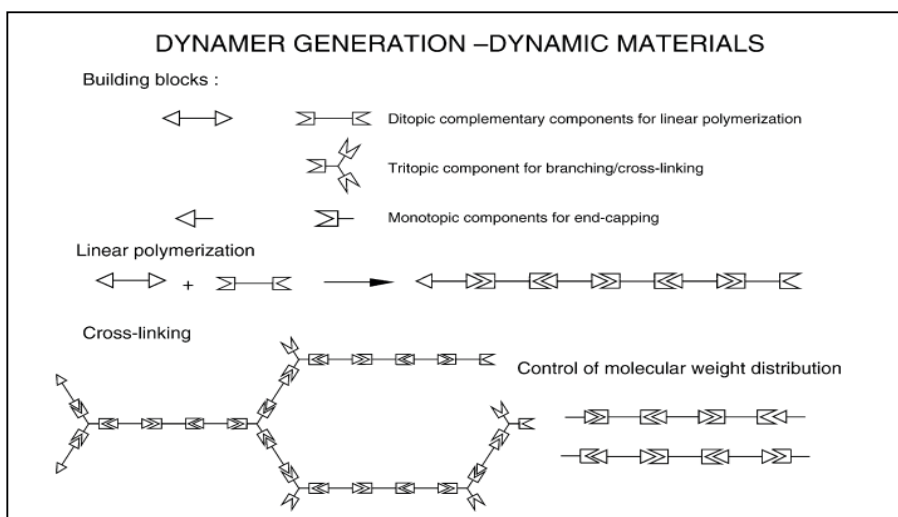 DYNAMER GENERATION –DYNAMIC MATERIALS
Building blocks :
Ditopic complementary components for linear polymerization
Tritopic component for branching/cross-linking
Monotopic components for end-capping
Linear polymerization
+
Cross-linking
Control of molecular weight distribution